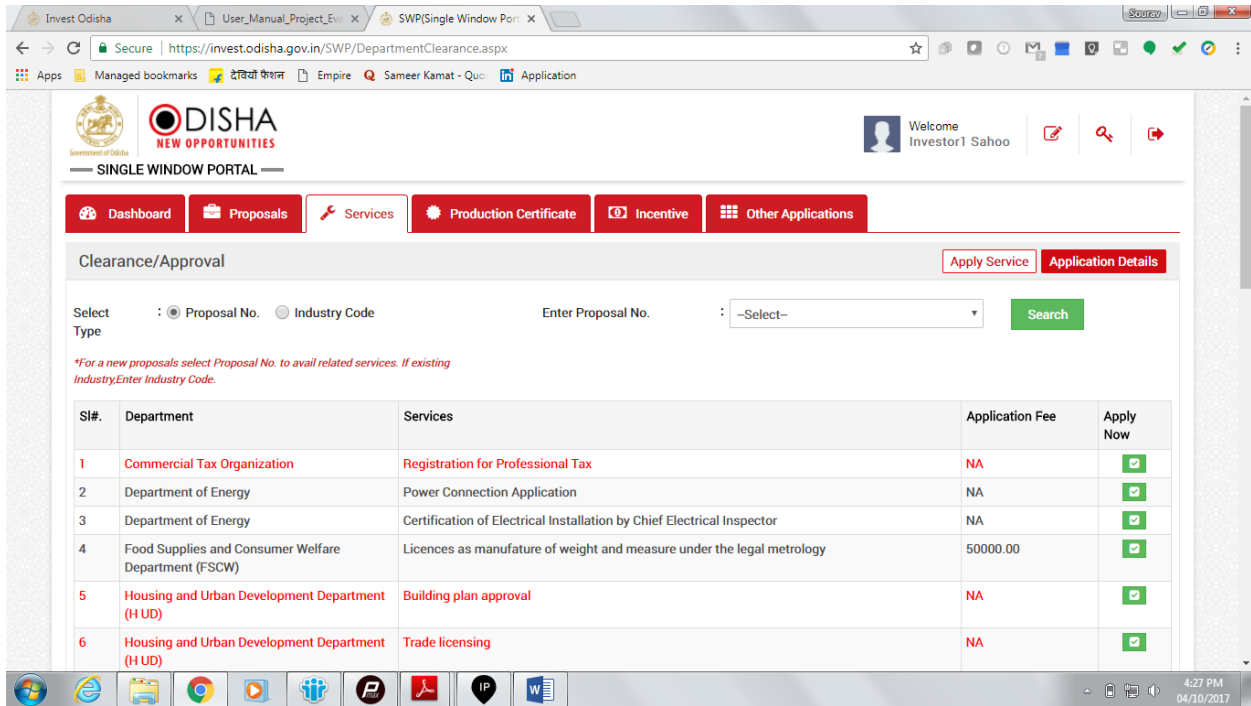 Invest Odisha
User_Manual_Project_Eva
SWP(Single Window Port
Sourav
Secure | https://invest.odisha.gov.in/SWP/DepartmentClearance.aspx
Apps Managed bookmarks देवियों फैशन Empire Sameer Kamat - Quo Application
Government of Odisha
ODISHA
NEW OPPORTUNITIES
SINGLE WINDOW PORTAL
Welcome
Investor1 Sahoo
Dashboard Proposals Services Production Certificate Incentive Other Applications
Clearance/Approval Apply Service Application Details
Select Type : Proposal No. Industry Code Enter Proposal No. : --Select-- Search
*For a new proposals select Proposal No. to avail related services. If existing
Industry,Enter Industry Code.
Sl#. Department Services Application Fee Apply Now
1 Commercial Tax Organization Registration for Professional Tax NA
2 Department of Energy Power Connection Application NA
3 Department of Energy Certification of Electrical Installation by Chief Electrical Inspector NA
4 Food Supplies and Consumer Welfare Department (FSCW) Licences as manufature of weight and measure under the legal metrology 50000.00
5 Housing and Urban Development Department (H UD) Building plan approval NA
6 Housing and Urban Development Department (H UD) Trade licensing NA
4:27 PM
04/10/2017